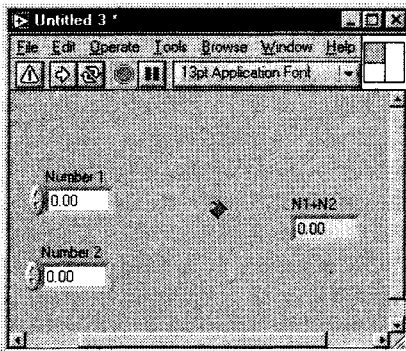 Untitled 3 *
File Edit Operate Tools Browse Window Help
13pt Application Font
Number 1
0.00
N1+N2
0.00
Number 2
0.00